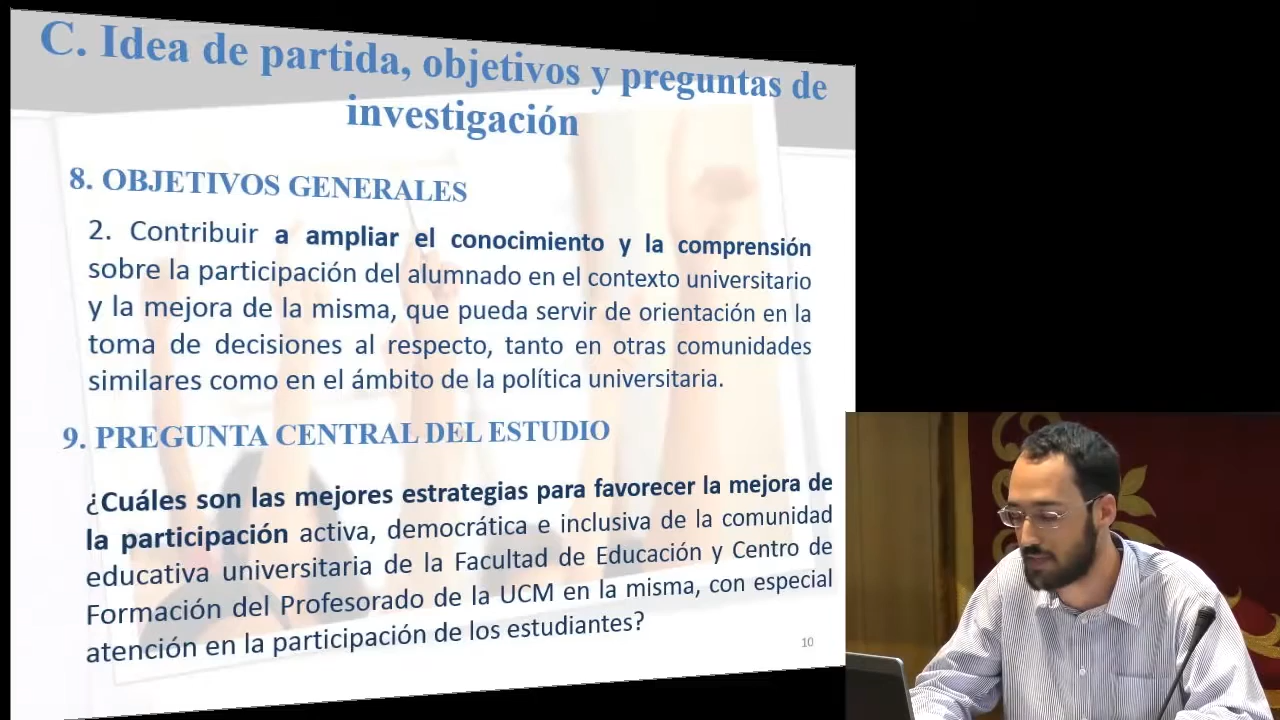 C. Idea de partida, objetivos y preguntas de
investigación
8. OBJETIVOS GENERALES
2. Contribuir a ampliar el conocimiento y la comprensión
sobre la participación del alumnado en el contexto universitario
y la mejora de la misma, que pueda servir de orientación en la
toma de decisiones al respecto, tanto en otras comunidades
similares como en el ámbito de la política universitaria.
9. PREGUNTA CENTRAL DEL ESTUDIO
¿Cuáles son las mejores estrategias para favorecer la mejora de
la participación activa, democrática e inclusiva de la comunidad
educativa universitaria de la Facultad de Educación y Centro de
Formación del Profesorado de la UCM en la misma, con especial
atención en la participación de los estudiantes?
10